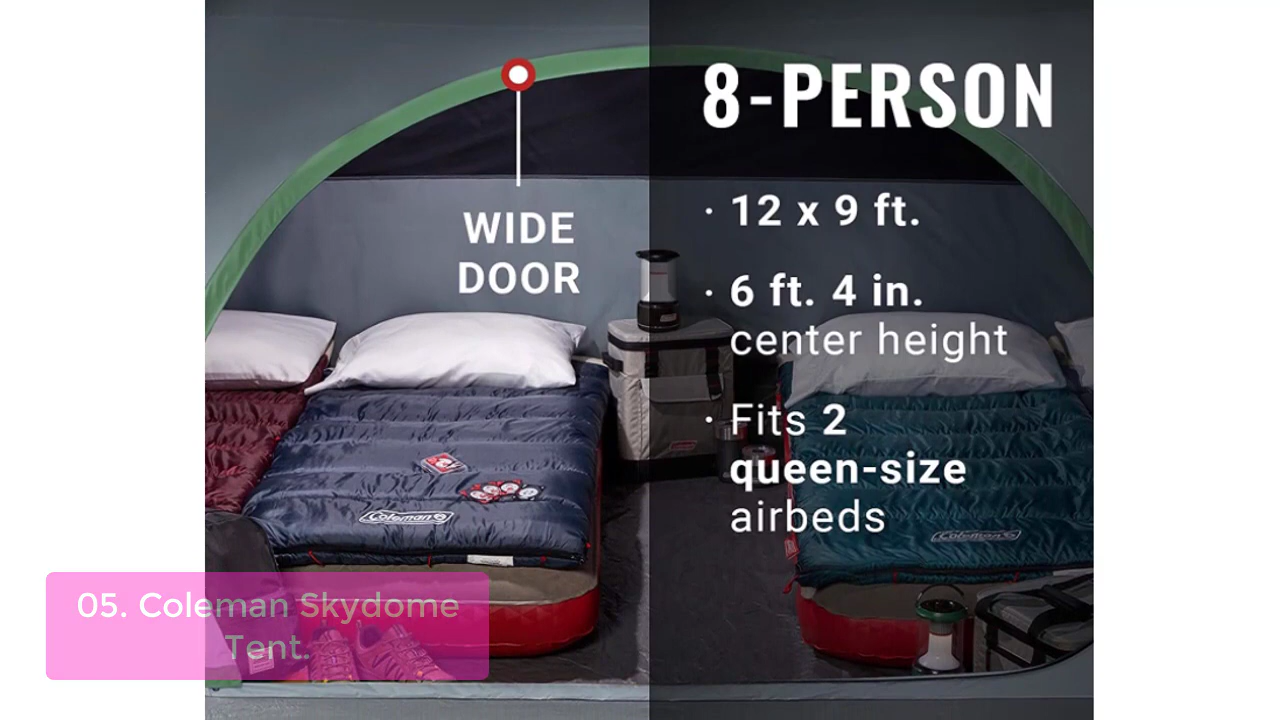 8-PERSON
WIDE
DOOR
· 12 x 9 ft.
· 6 ft. 4 in.
center height
· Fits 2
queen-size
airbeds
Coleman
Coleman
05. Coleman Skydome
Tent.